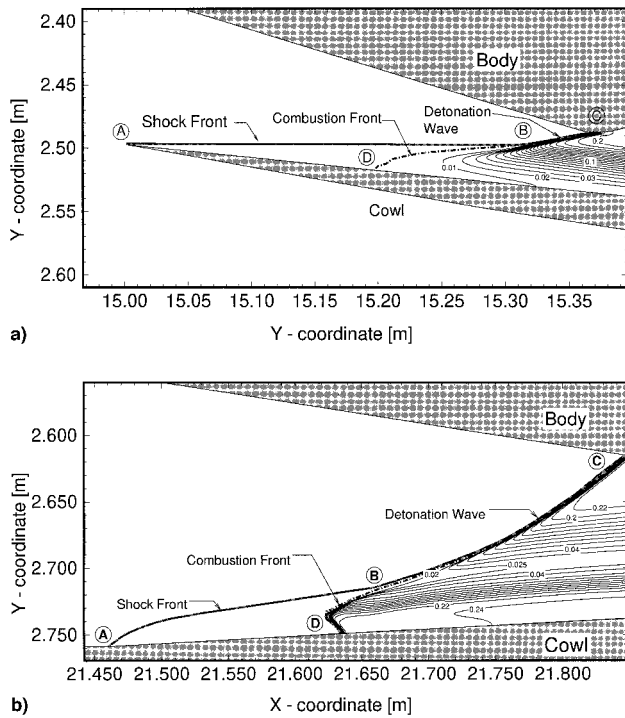 2.40
2.45
2.50
2.55
2.60
Y - coordinate [m]
Body
Detonation
Wave
C
B
Combustion Front
Shock Front
A
D
0.2
0.1
0.01
0.02
0.03
Cowl
15.00 15.05 15.10 15.15 15.20 15.25 15.30 15.35
a)
Y - coordinate [m]
2.600
2.650
2.700
2.750
Y - coordinate [m]
Body
C
0.22
Detonation Wave
0.2
0.04
Combustion Front
0.025
B
0.02
0.04
Shock Front
D
0.22
0.24
A
Cowl
21.450 21.500 21.550 21.600 21.650 21.700 21.750 21.800
b)
X - coordinate [m]